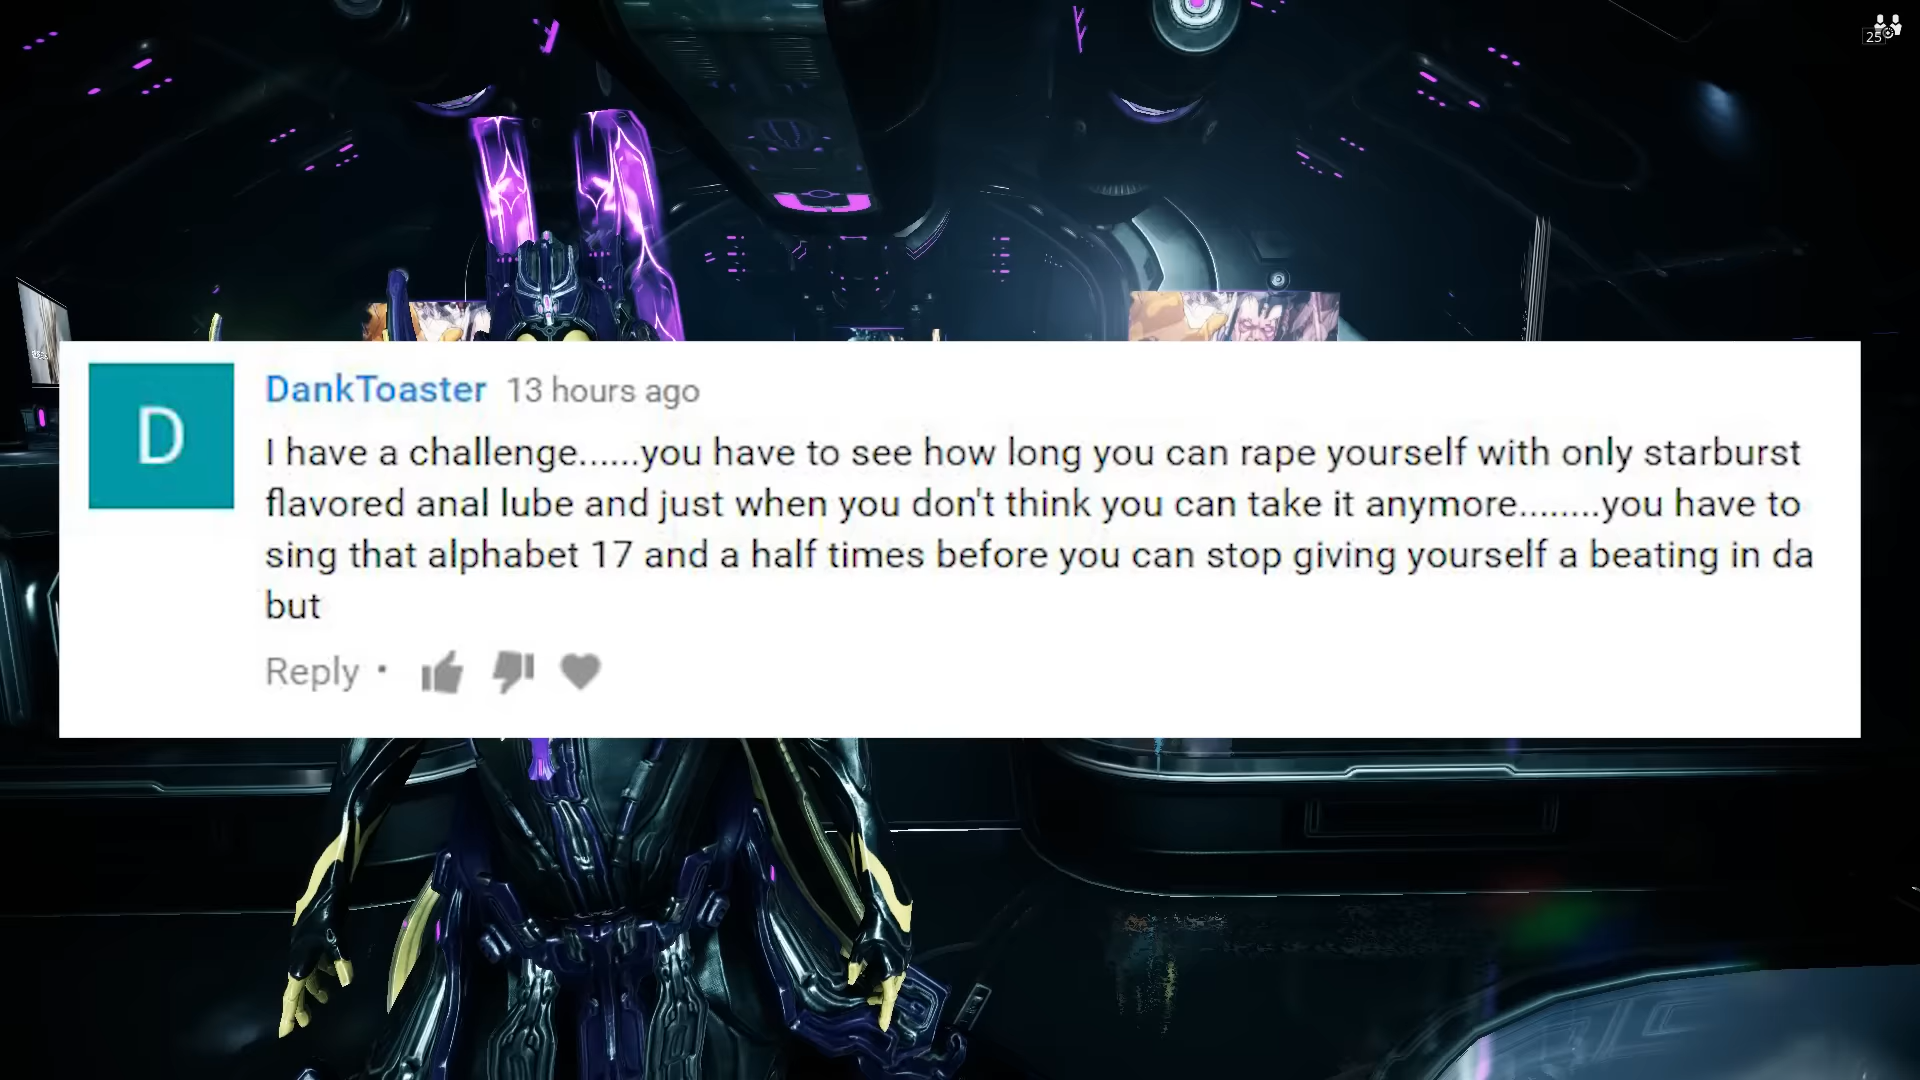 25
D
DankToaster 13 hours ago
I have a challenge......you have to see how long you can rape yourself with only starburst
flavored anal lube and just when you don't think you can take it anymore........you have to
sing that alphabet 17 and a half times before you can stop giving yourself a beating in da
but
Reply •